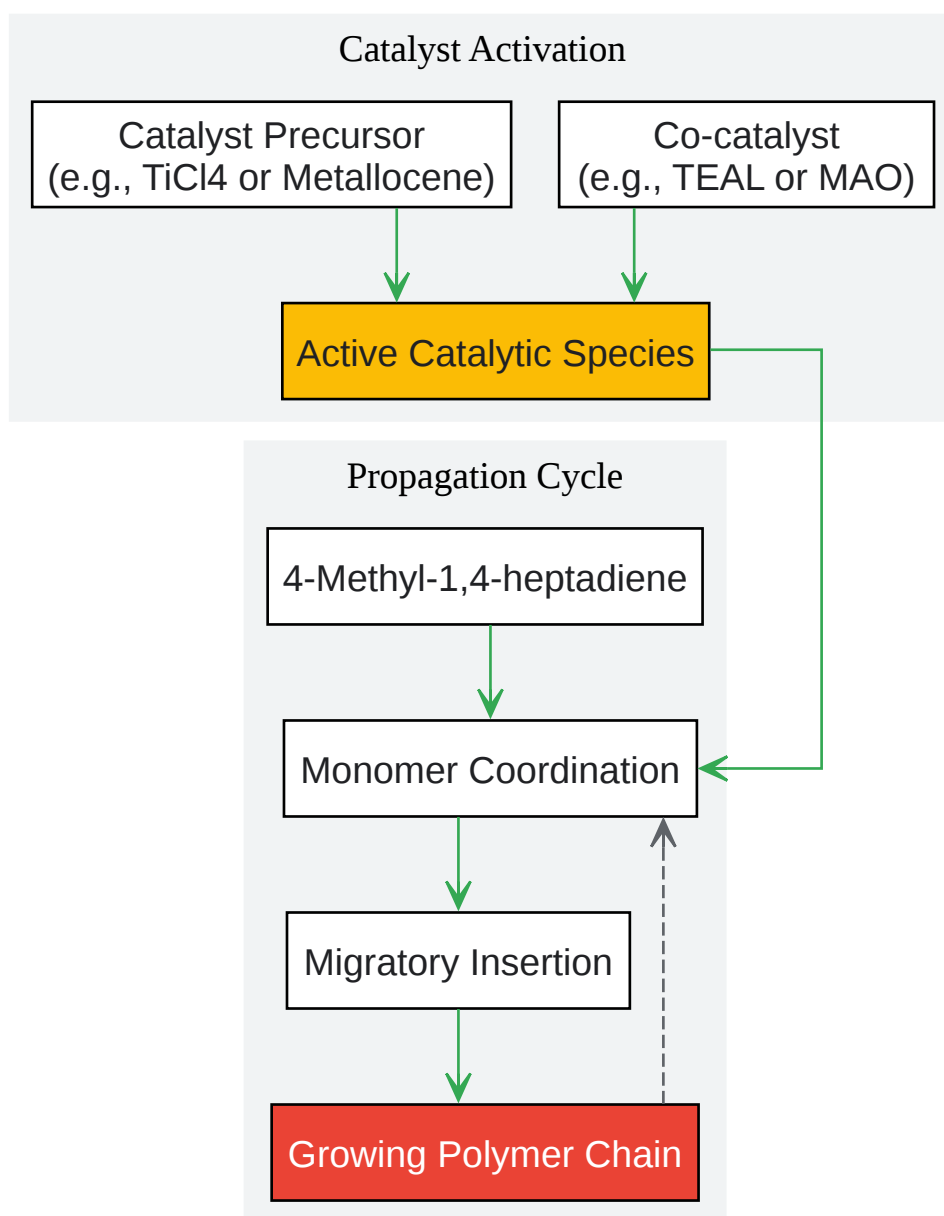 Catalyst Activation
Catalyst Precursor
(e.g., TiCl4 or Metallocene)
Co-catalyst
(e.g., TEAL or MAO)
Active Catalytic Species
Propagation Cycle
4-Methyl-1,4-heptadiene
Monomer Coordination
Migratory Insertion
Growing Polymer Chain